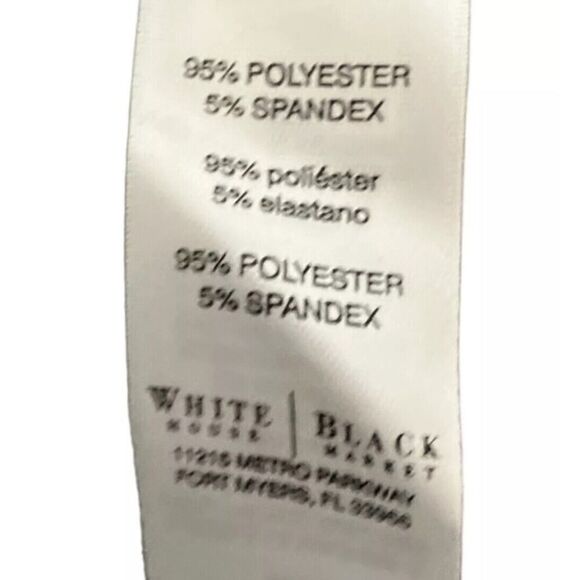 95% POLYESTER
5% SPANDEX
95% poliéster
5% elastano
95% POLYESTER
5% SPANDEX
WHITE | BLACK
HOUSE MARKET
11215 METRO PARKWAY
FORT MYERS, FL 33966